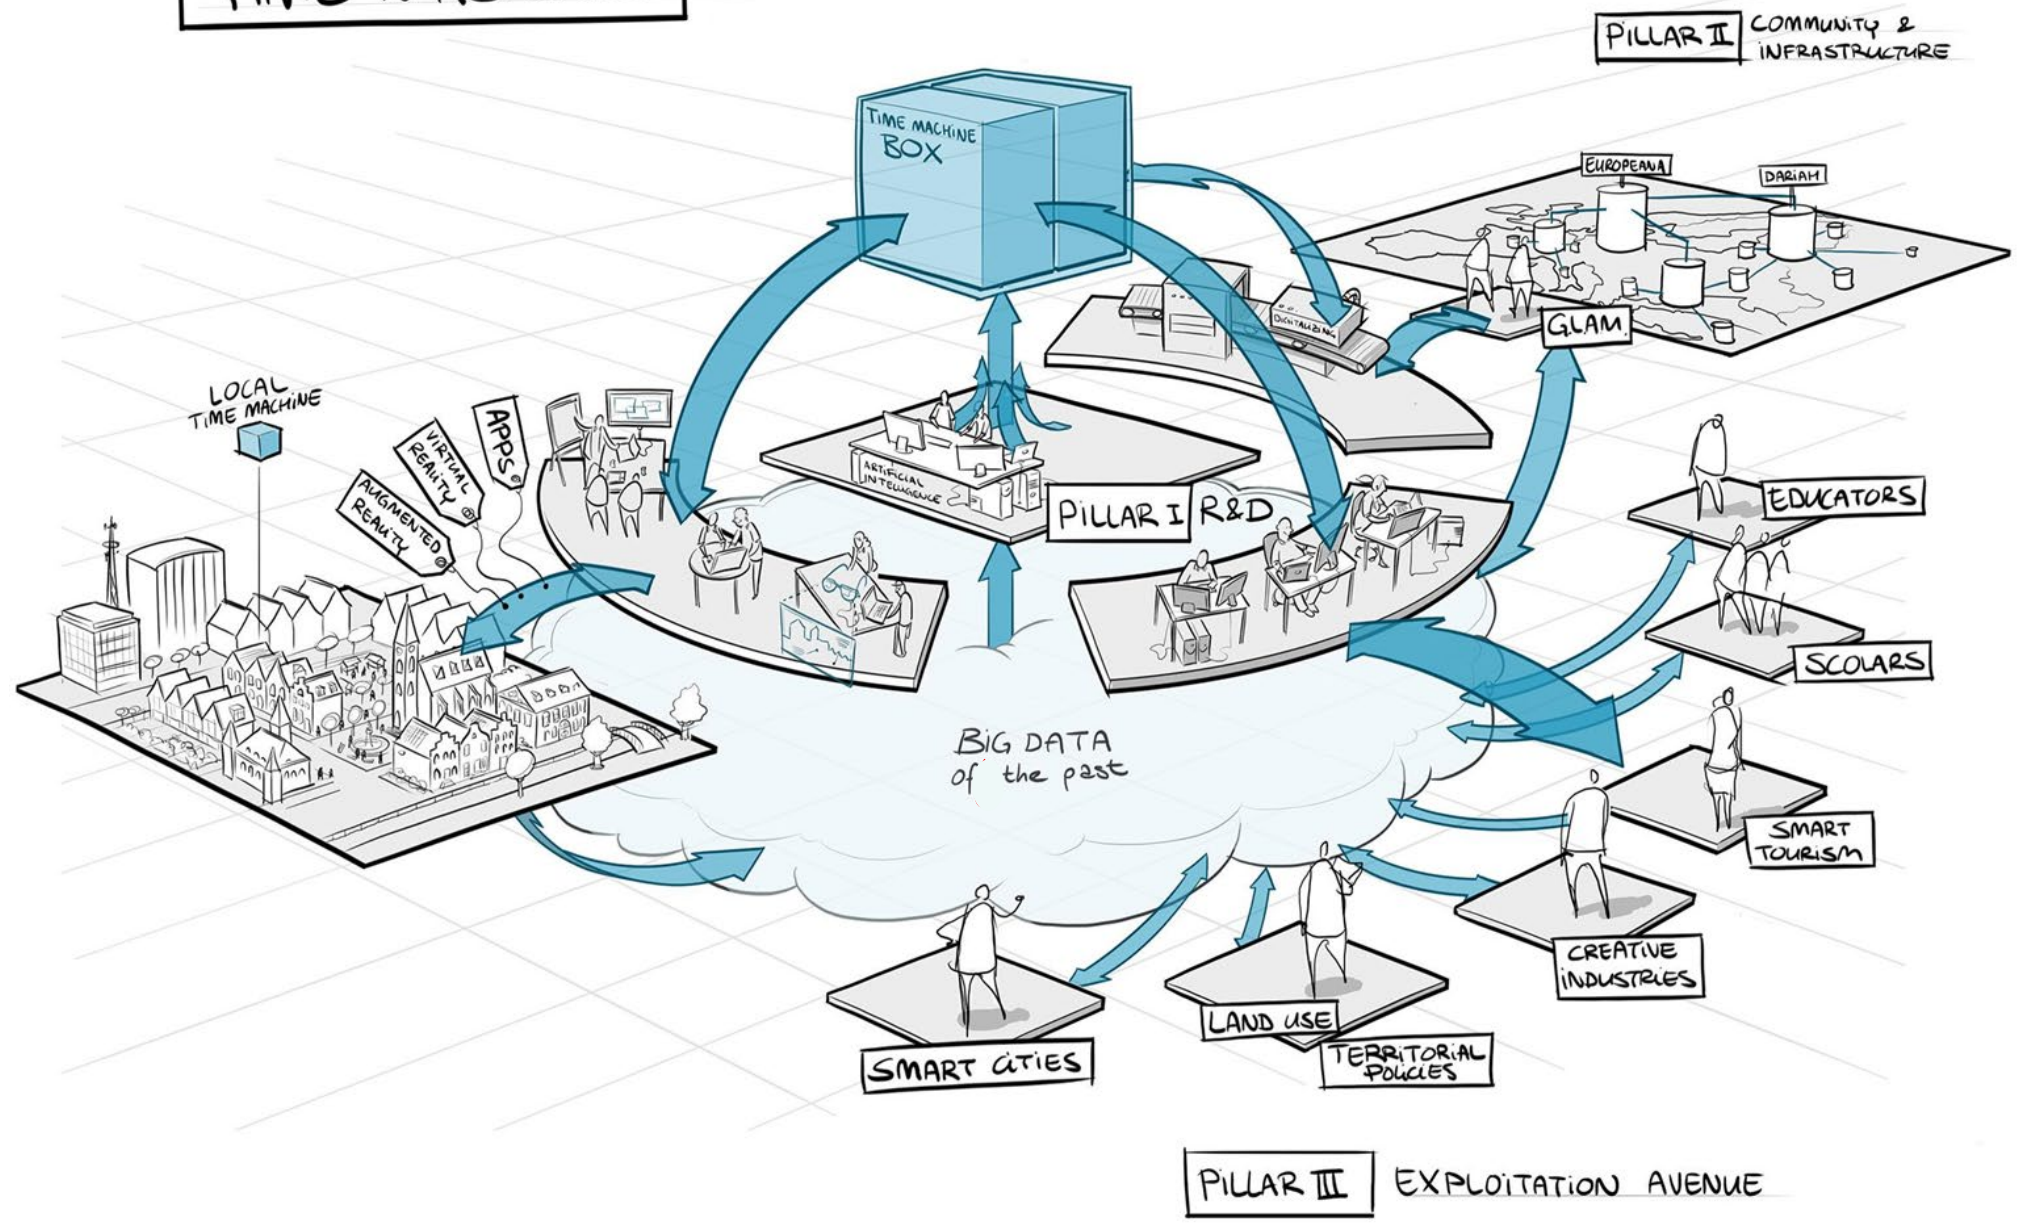 PILLAR II
COMMUNITY &
INFRASTRUCTURE
TIME MACHINE
BOX
EUROPEANA
DARIAH
DIGITALIZING
G.L.A.M.
LOCAL
TIME MACHINE
APPS
VIRTUAL
REALITY
AUGMENTED
REALITY
ARTIFICIAL
INTELLIGENCE
PILLAR I
R&D
EDUCATORS
SCOLARS
BIG DATA
of the past
SMART
TOURISM
CREATIVE
INDUSTRIES
LAND USE
TERRITORIAL
POLICIES
SMART CITIES
PILLAR III
EXPLOITATION AVENUE